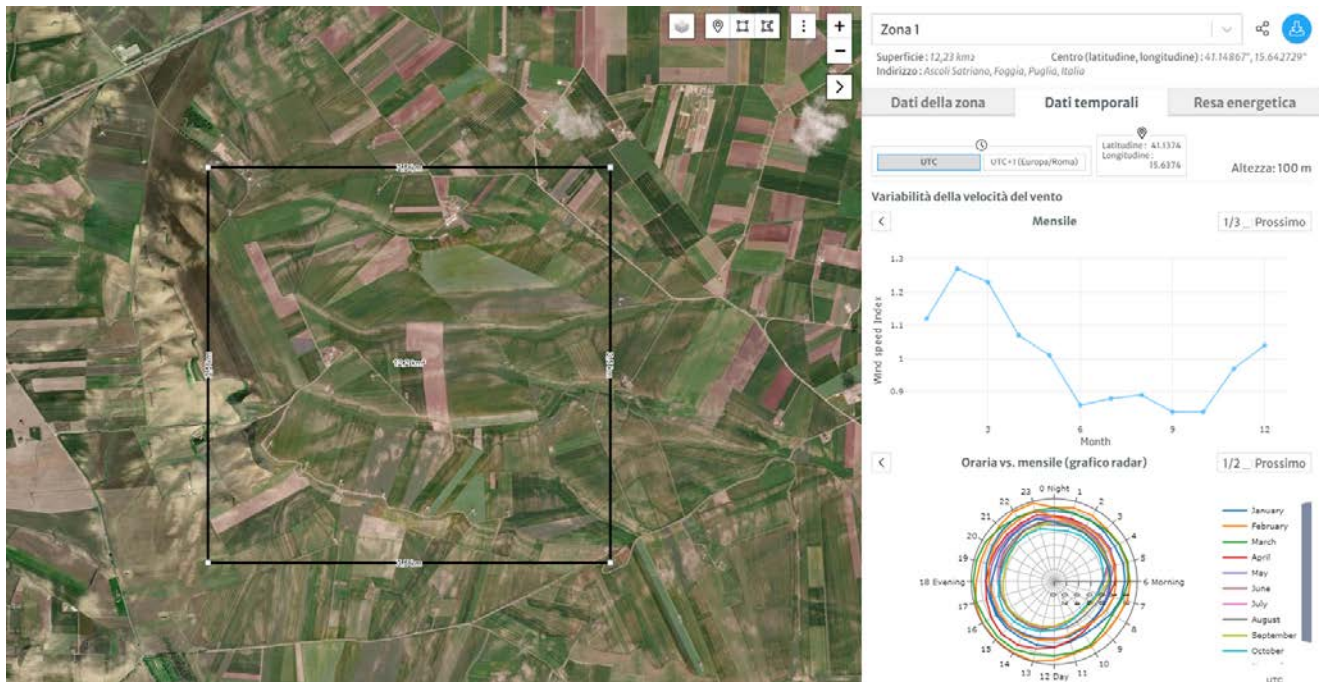 Zona 1
Superficie : 12,23 km2 Centro (latitudine, longitudine) : 41.14867°, 15.642729°
Indirizzo : Ascoli Satriano, Foggia, Puglia, Italia
Dati della zona Dati temporali Resa energetica
UTC UTC+1 (Europa/Roma)
Latitudine: 41.1374
Longitudine:
15.6374
Altezza: 100 m
Variabilità della velocità del vento
Mensile 1/3_ Prossimo
1.3
1.2
1.1
1
0.9
Wind speed Index
3 6 9 12
Month
Oraria vs. mensile (grafico radar) 1/2_ Prossimo
0 Night
1
2
3
4
5
6 Morning
7
8
9
10
11
12 Day
13
14
15
16
17
18 Evening
19
20
21
22
23
January
February
March
April
May
June
July
August
September
October
UTC